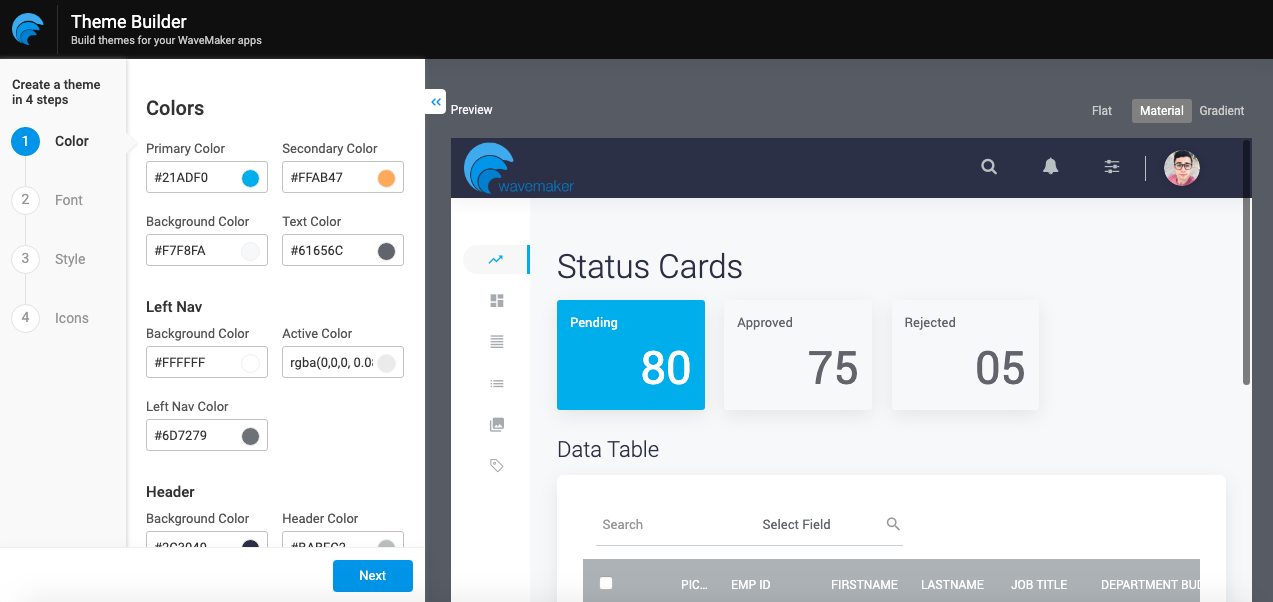 Theme Builder
Build themes for your WaveMaker apps
Create a theme
in 4 steps
1 Color
2 Font
3 Style
4 Icons
Colors
Primary Color Secondary Color
#21ADF0 #FFAB47
Background Color Text Color
#F7F8FA #61656C
Left Nav
Background Color Active Color
#FFFFFF rgba(0,0,0, 0.0
Left Nav Color
#6D7279
Header
Background Color Header Color
Next
Preview
Flat Material Gradient
wavemaker
Status Cards
Pending Approved Rejected
80 75 05
Data Table
Search Select Field
PIC... EMP ID FIRSTNAME LASTNAME JOB TITLE DEPARTMENT BUD